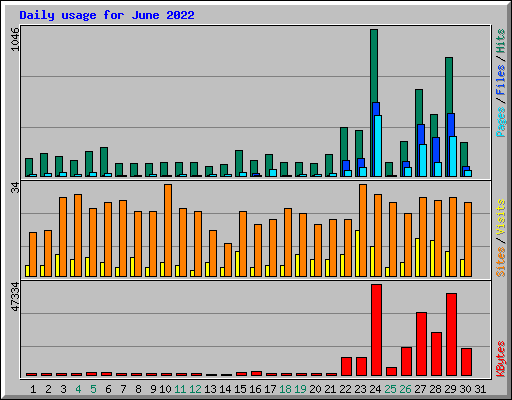 Daily usage for June 2022
1046
Pages / Files / Hits
34
Sites / Visits
47334
KBytes
1 2 3 4 5 6 7 8 9 10 11 12 13 14 15 16 17 18 19 20 21 22 23 24 25 26 27 28 29 30 31